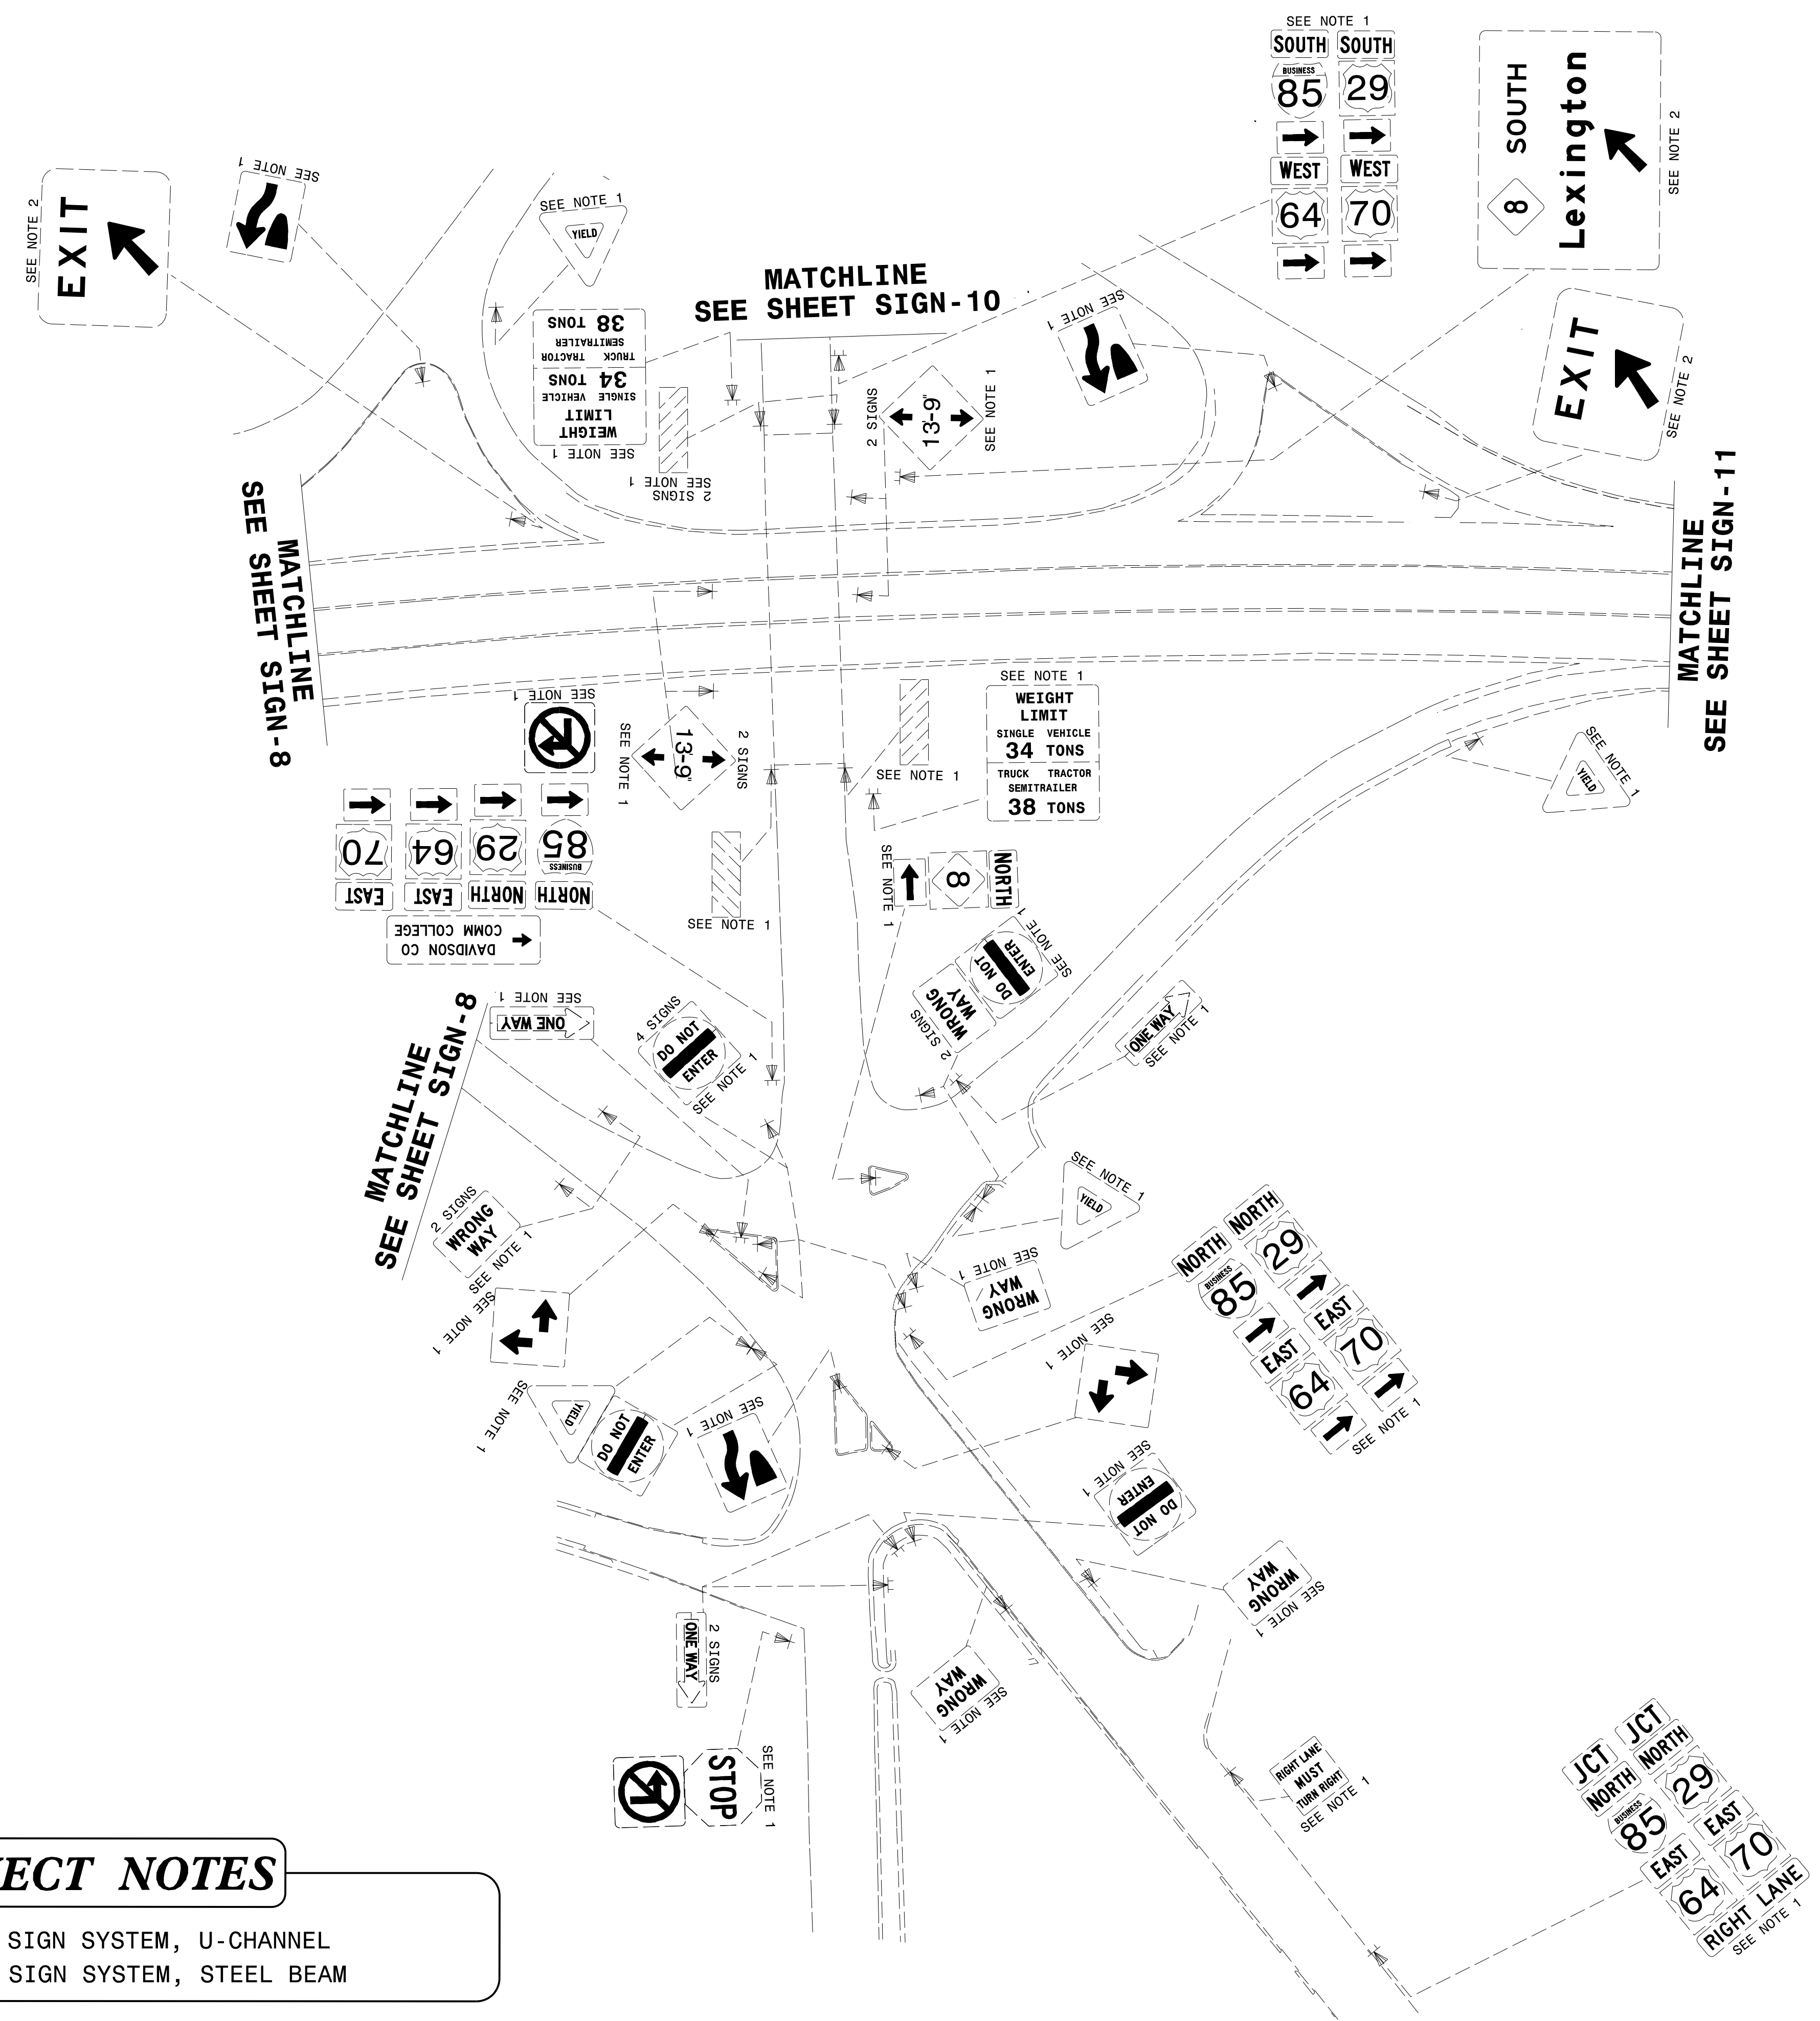 SEE NOTE 1
SOUTH SOUTH
BUSINESS
85 29
WEST WEST
64 70
8 SOUTH
Lexington
SEE NOTE 2
EXIT
SEE NOTE 2
SEE NOTE 1
SEE NOTE 1
YIELD
MATCHLINE
SEE SHEET SIGN-10
SEE NOTE 1
EXIT
SEE NOTE 2
WEIGHT
LIMIT
SINGLE VEHICLE
34 TONS
TRUCK TRACTOR
SEMITRAILER
38 TONS
SEE NOTE 1
2 SIGNS
SEE NOTE 1
2 SIGNS
13'-9"
SEE NOTE 1
MATCHLINE
SEE SHEET SIGN-8
MATCHLINE
SEE SHEET SIGN-11
SEE NOTE 1
2 SIGNS
13'-9"
SEE NOTE 1
SEE NOTE 1
WEIGHT
LIMIT
SINGLE VEHICLE
34 TONS
TRUCK TRACTOR
SEMITRAILER
38 TONS
SEE NOTE 1
SEE NOTE 1
YIELD
NORTH NORTH EAST EAST
BUSINESS
85 29 64 70
DAVIDSON CO
COMM COLLEGE
SEE NOTE 1
NORTH
8
SEE NOTE 1
SEE NOTE 1
DO NOT
ENTER
WRONG
WAY
2 SIGNS
ONE WAY
SEE NOTE 1
SEE NOTE 1
ONE WAY
4 SIGNS
DO NOT
ENTER
SEE NOTE 1
MATCHLINE
SEE SHEET SIGN-8
2 SIGNS
WRONG
WAY
SEE NOTE 1
SEE NOTE 1
SEE NOTE 1
YIELD
SEE NOTE 1
WRONG
WAY
NORTH NORTH
BUSINESS
85 29
EAST EAST
64 70
SEE NOTE 1
SEE NOTE 1
SEE NOTE 1
YIELD
DO NOT
ENTER
SEE NOTE 1
SEE NOTE 1
DO NOT
ENTER
WRONG
WAY
SEE NOTE 1
2 SIGNS
ONE WAY
WRONG
WAY
SEE NOTE 1
STOP
SEE NOTE 1
RIGHT LANE
MUST
TURN RIGHT
SEE NOTE 1
JCT JCT
NORTH NORTH
BUSINESS
85 29
EAST EAST
64 70
RIGHT LANE
SEE NOTE 1
JECT NOTES
SIGN SYSTEM, U-CHANNEL
SIGN SYSTEM, STEEL BEAM